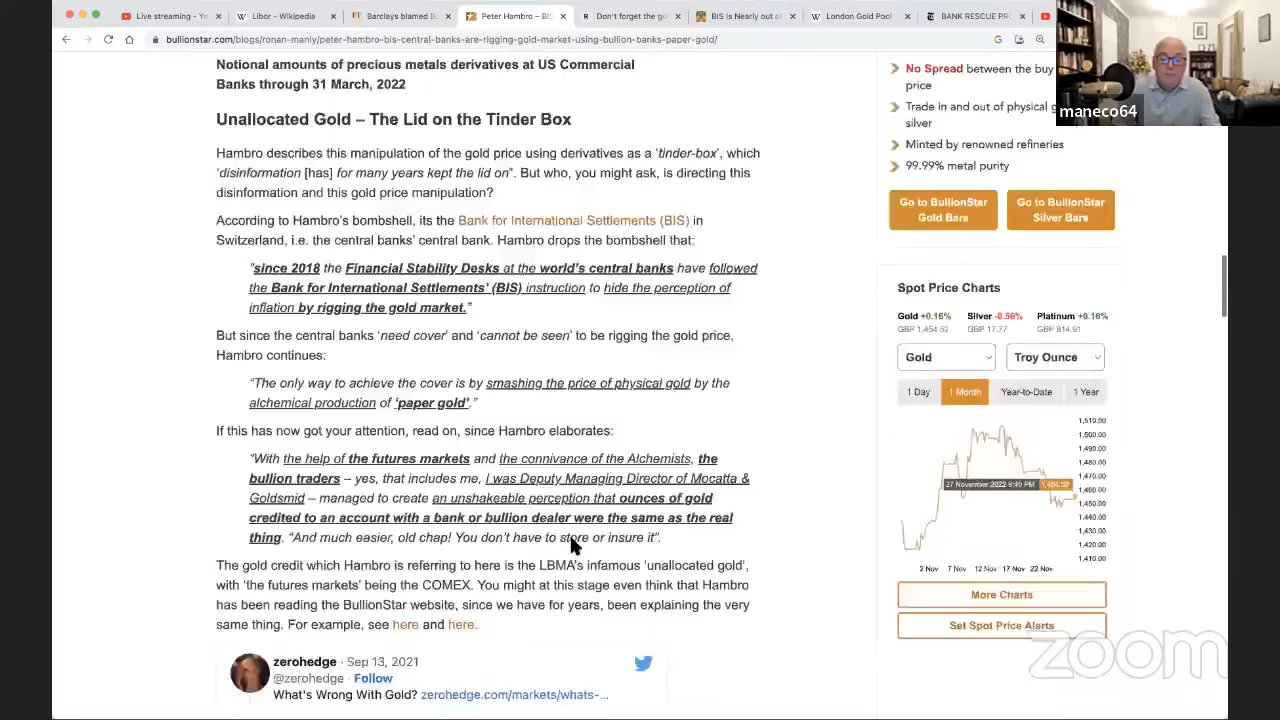 Live streaming - Y
Libor - Wikipedia
Barclays blamed B
Peter Hambro – BIS
Don't forget the go
BIS Is Nearly out of
London Gold Pool
BANK RESCUE PR
bullionstar.com/blogs/ronan-manly/peter-hambro-bis-central-banks-are-rigging-gold-market-using-bullion-banks-paper-gold/
Notional amounts of precious metals derivatives at US Commercial
Banks through 31 March, 2022
Unallocated Gold – The Lid on the Tinder Box
Hambro describes this manipulation of the gold price using derivatives as a 'tinder-box', which
'disinformation [has] for many years kept the lid on". But who, you might ask, is directing this
disinformation and this gold price manipulation?
According to Hambro's bombshell, its the Bank for International Settlements (BIS) in
Switzerland, i.e. the central banks' central bank. Hambro drops the bombshell that:
"since 2018 the Financial Stability Desks at the world's central banks have followed
the Bank for International Settlements' (BIS) instruction to hide the perception of
inflation by rigging the gold market."
But since the central banks 'need cover' and 'cannot be seen' to be rigging the gold price,
Hambro continues:
"The only way to achieve the cover is by smashing the price of physical gold by the
alchemical production of 'paper gold'."
If this has now got your attention, read on, since Hambro elaborates:
"With the help of the futures markets and the connivance of the Alchemists, the
bullion traders – yes, that includes me, I was Deputy Managing Director of Mocatta &
Goldsmid – managed to create an unshakeable perception that ounces of gold
credited to an account with a bank or bullion dealer were the same as the real
thing. "And much easier, old chap! You don't have to store or insure it".
The gold credit which Hambro is referring to here is the LBMA's infamous 'unallocated gold',
with 'the futures markets' being the COMEX. You might at this stage even think that Hambro
has been reading the BullionStar website, since we have for years, been explaining the very
same thing. For example, see here and here.
zerohedge · Sep 13, 2021
@zerohedge · Follow
What's Wrong With Gold? zerohedge.com/markets/whats-...
No Spread between the buy
price
Trade in and out of physical g
silver
Minted by renowned refineries
99.99% metal purity
Go to BullionStar
Gold Bars
Go to BullionStar
Silver Bars
Spot Price Charts
Gold +0.16% Silver -0.56% Platinum +0.16%
GBP 1,454.52 GBP 17.77 GBP 814.91
Gold
Troy Ounce
1 Day 1 Month Year-to-Date 1 Year
1,510.00
1,500.00
1,490.00
1,480.00
1,470.00
27 November 2022 9:40 PM 1,454.52
1,460.00
1,450.00
1,440.00
1,430.00
1,420.00
1,410.00
2 Nov 7 Nov 12 Nov 17 Nov 22 Nov
More Charts
Set Spot Price Alerts
maneco64
zoom